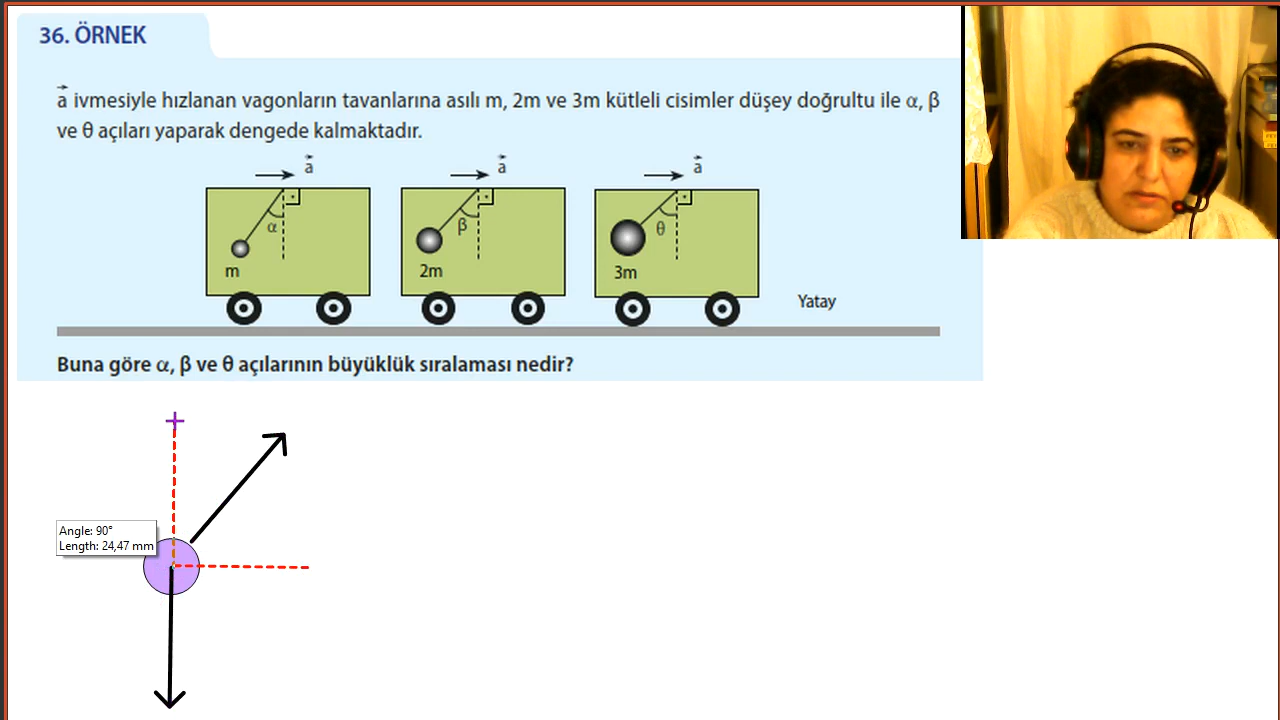 36. ÖRNEK
a ivmesiyle hızlanan vagonların tavanlarına asılı m, 2m ve 3m kütleli cisimler düşey doğrultu ile α, β
ve θ açıları yaparak dengede kalmaktadır.
a a a
α β θ
m 2m 3m
Yatay
Buna göre α, β ve θ açılarının büyüklük sıralaması nedir?
Angle: 90°
Length: 24,47 mm